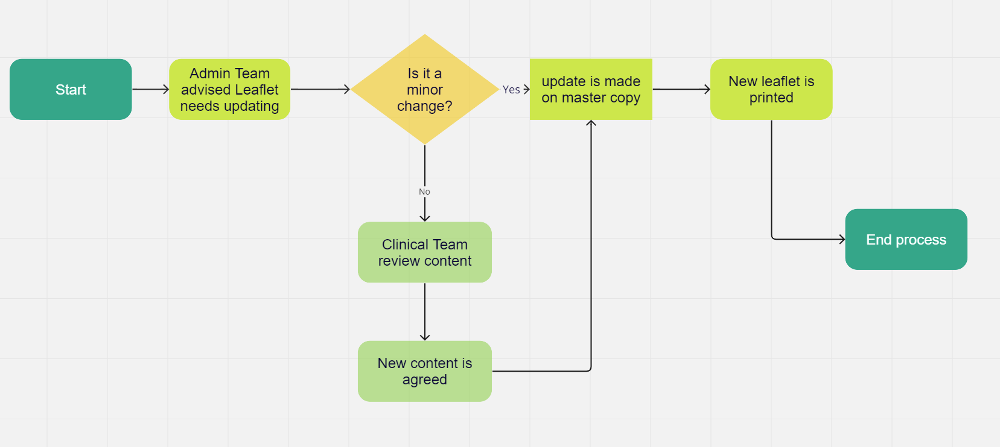 Start
Admin Team
advised Leaflet
needs updating
Is it a
minor
change?
Yes
update is made
on master copy
New leaflet is
printed
No
Clinical Team
review content
End process
New content is
agreed